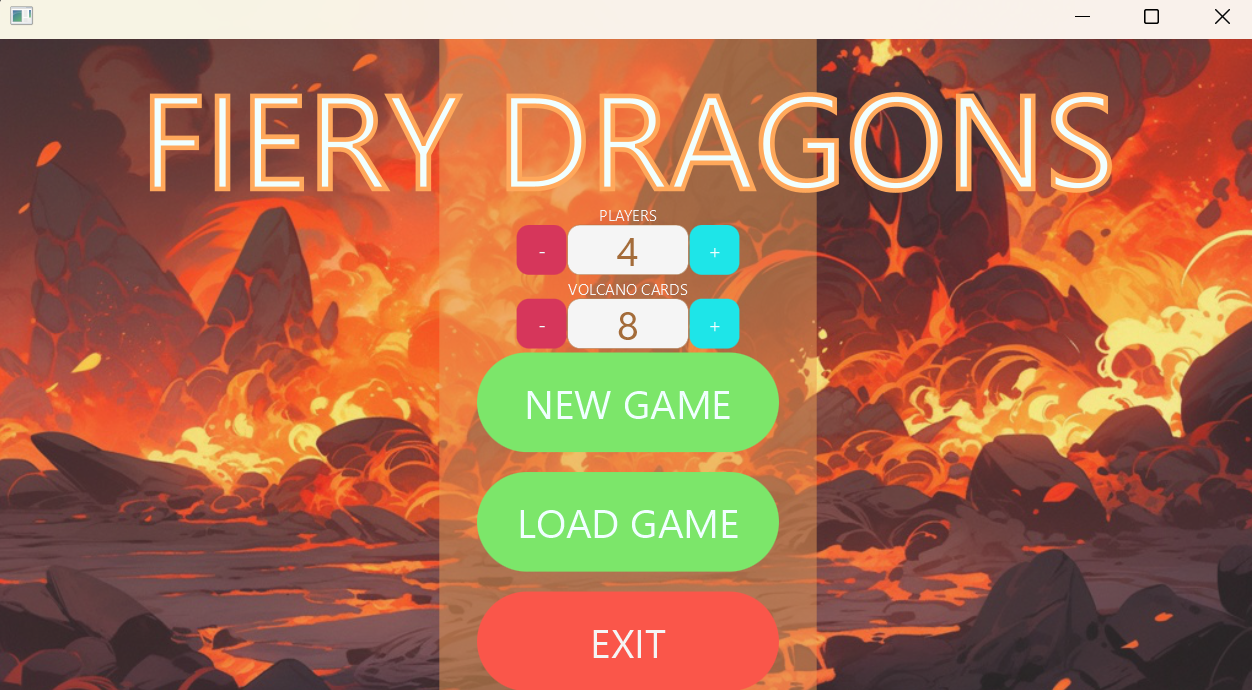 FIERY DRAGONS
PLAYERS
- 4 +
VOLCANO CARDS
- 8 +
NEW GAME
LOAD GAME
EXIT